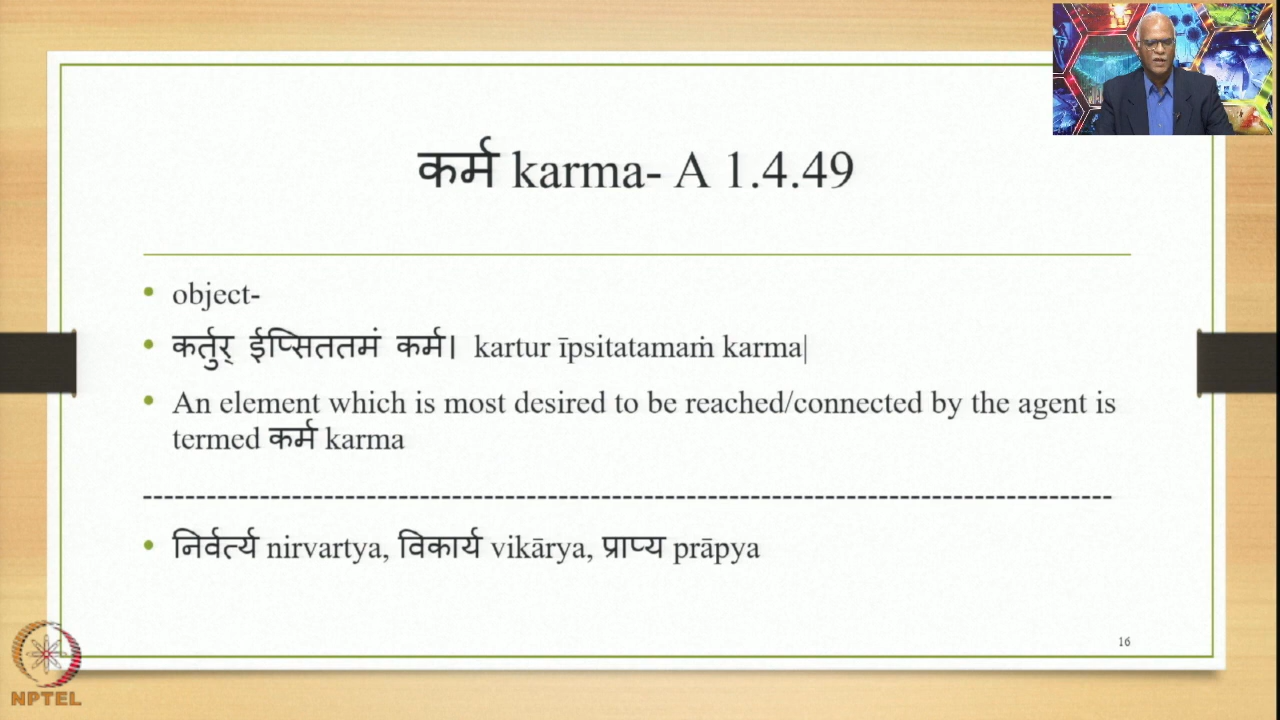 कर्म karma- A 1.4.49
object-
कर्तुर् ईप्सिततमं कर्म। kartur īpsitatamaṁ karma|
An element which is most desired to be reached/connected by the agent is
termed कर्म karma
निर्वर्त्य nirvartya, विकार्य vikārya, प्राप्य prāpya
16
NPTEL